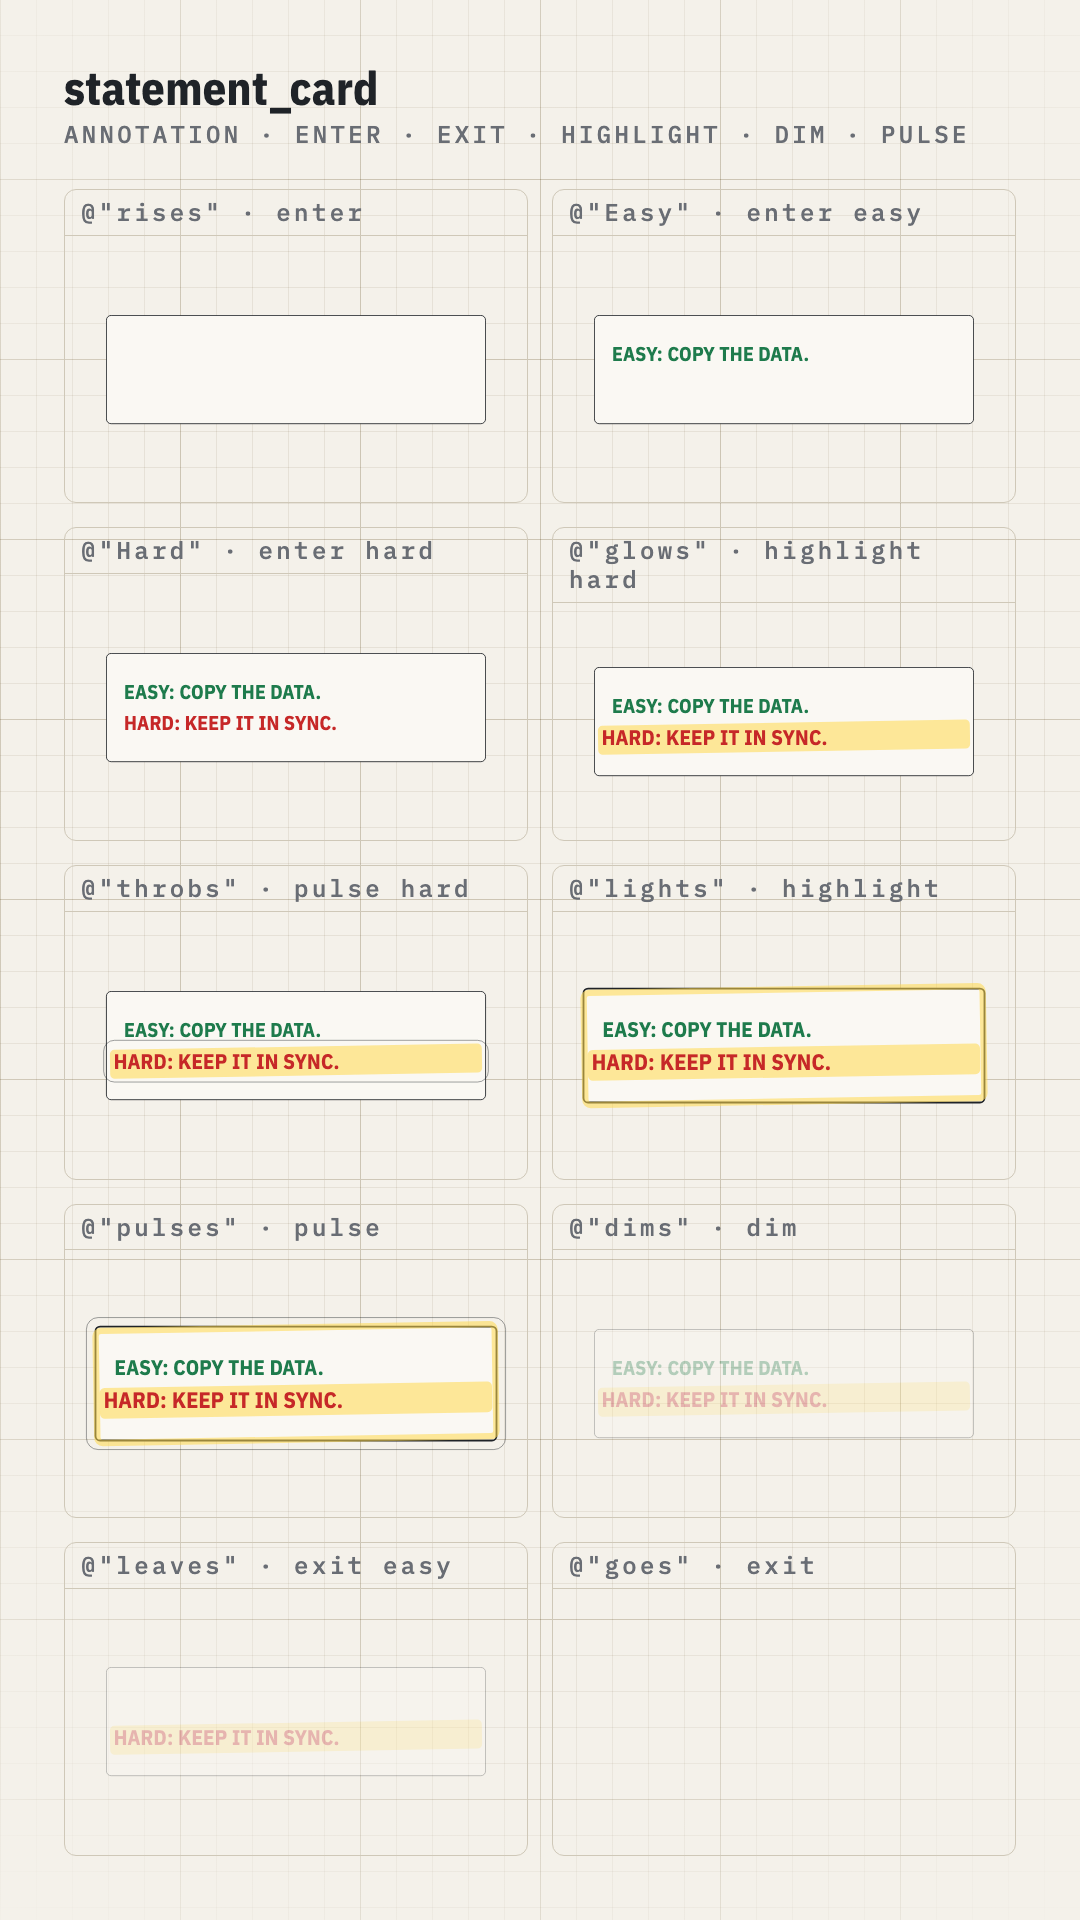 statement_card
ANNOTATION · ENTER · EXIT · HIGHLIGHT · DIM · PULSE
@"rises" · enter
@"Easy" · enter easy
EASY: COPY THE DATA.
@"Hard" · enter hard
EASY: COPY THE DATA.
HARD: KEEP IT IN SYNC.
@"glows" · highlight
hard
EASY: COPY THE DATA.
HARD: KEEP IT IN SYNC.
@"throbs" · pulse hard
EASY: COPY THE DATA.
HARD: KEEP IT IN SYNC.
@"lights" · highlight
EASY: COPY THE DATA.
HARD: KEEP IT IN SYNC.
@"pulses" · pulse
EASY: COPY THE DATA.
HARD: KEEP IT IN SYNC.
@"dims" · dim
EASY: COPY THE DATA.
HARD: KEEP IT IN SYNC.
@"leaves" · exit easy
HARD: KEEP IT IN SYNC.
@"goes" · exit